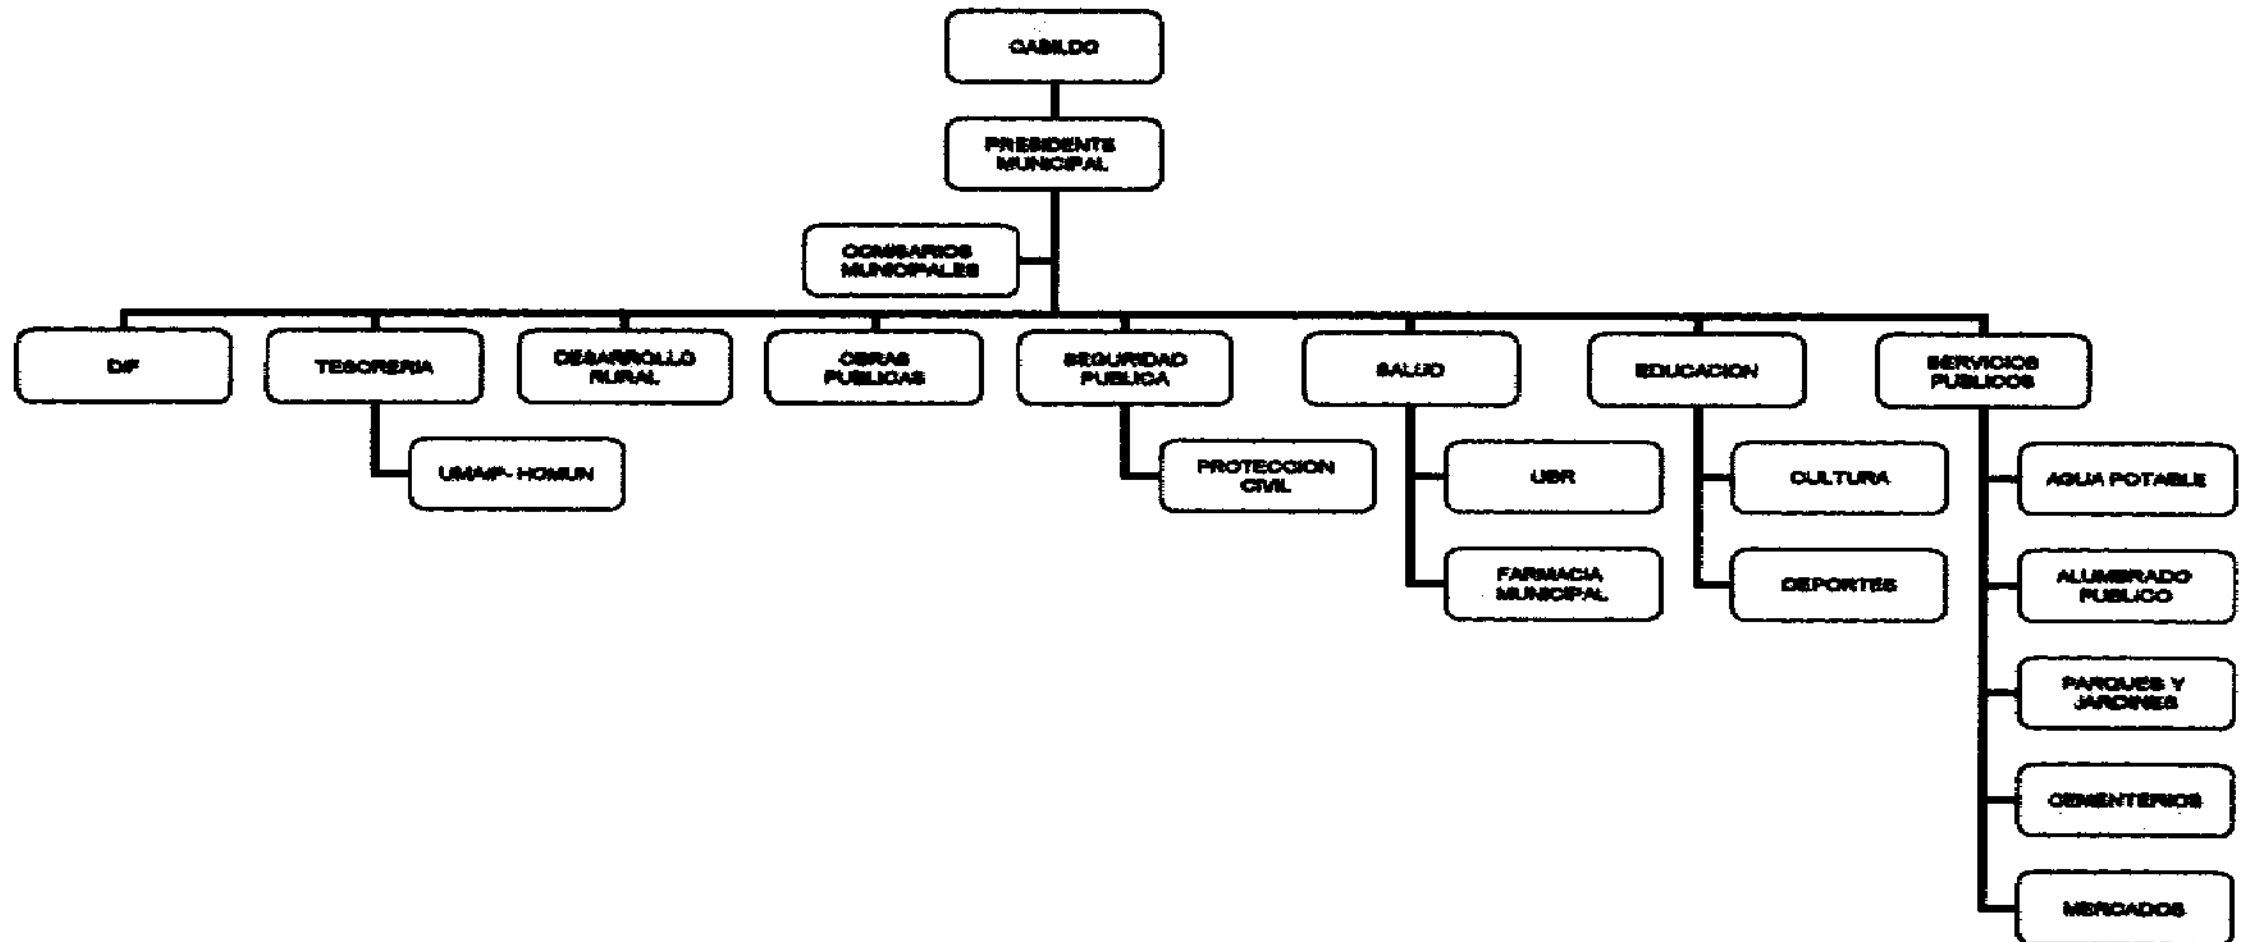 CABILDO
PRESIDENTE
MUNICIPAL
COMISARIOS
MUNICIPALES
DIF
TESORERIA
DESARROLLO
RURAL
OBRAS
PUBLICAS
SEGURIDAD
PUBLICA
SALUD
EDUCACION
SERVICIOS
PUBLICOS
UMAIP- HOMUN
PROTECCION
CIVIL
UBR
CULTURA
AGUA POTABLE
FARMACIA
MUNICIPAL
DEPORTES
ALUMBRADO
PUBLICO
PARQUES Y
JARDINES
CEMENTERIOS
MERCADOS